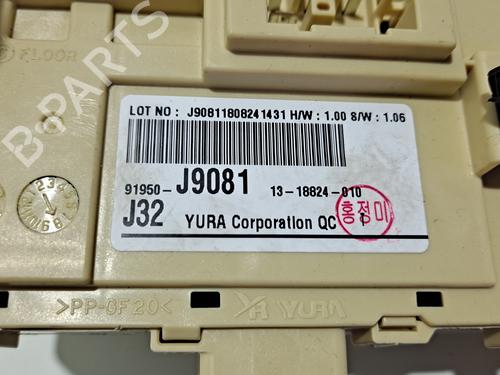 FLOOR
LOT NO : J90811808241431 H/W : 1.00 S/W : 1.06
91950-J9081 13-18824-010
J32 YURA Corporation QC
홍정미
>PP-GF20< YURA
B-PARTS